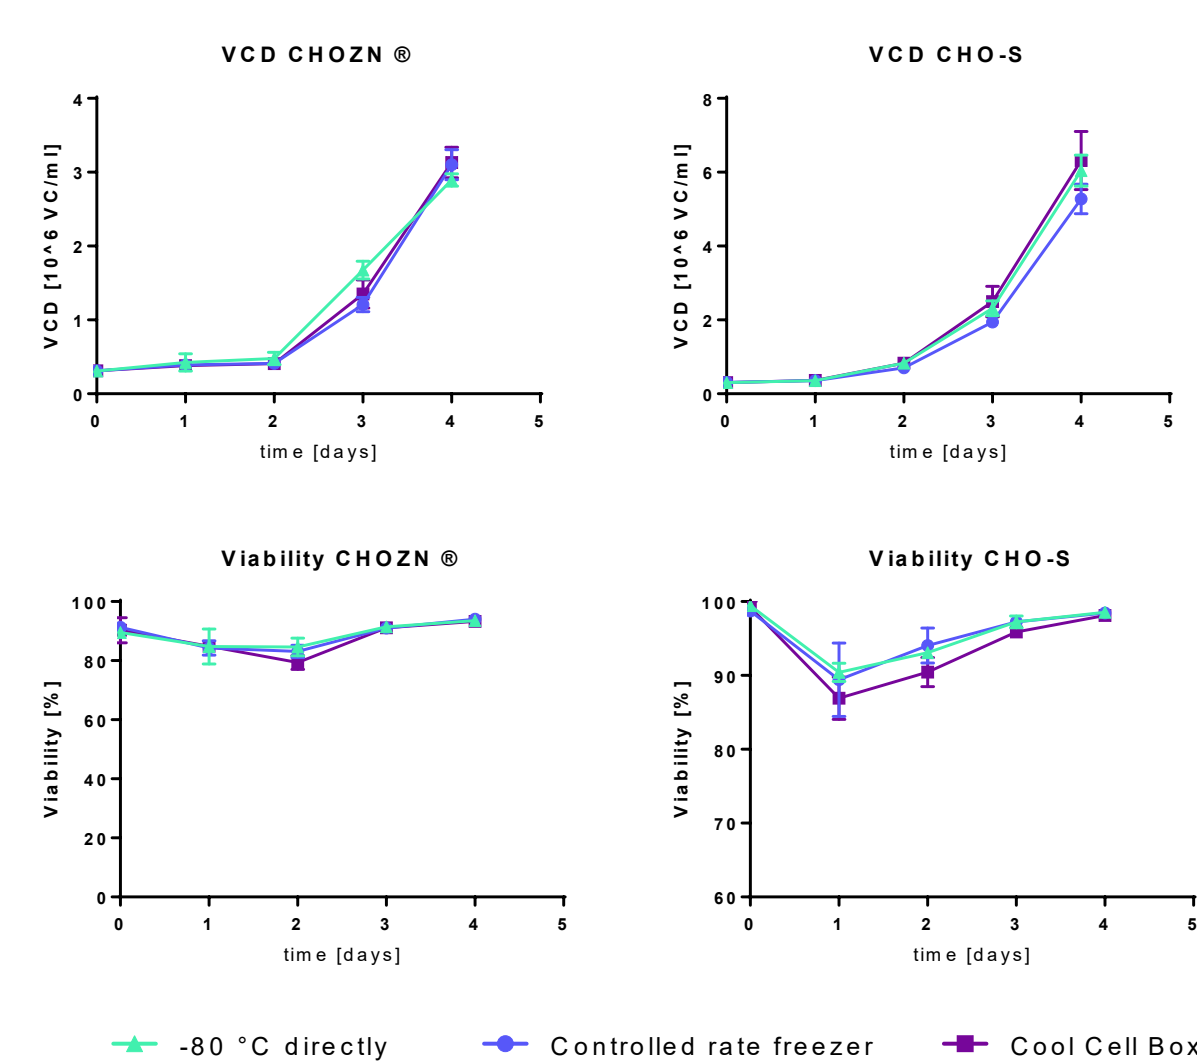 VCD CHOZN ®
VCD [10^6 VC/ml]
4
3
2
1
0
0 1 2 3 4 5
time [days]
VCD CHO-S
VCD [10^6 VC/ml]
8
6
4
2
0
0 1 2 3 4 5
time [days]
Viability CHOZN ®
Viability [%]
100
80
60
40
20
0
0 1 2 3 4 5
time [days]
Viability CHO-S
Viability [%]
100
90
80
70
60
0 1 2 3 4 5
time [days]
-80 °C directly Controlled rate freezer Cool Cell Box